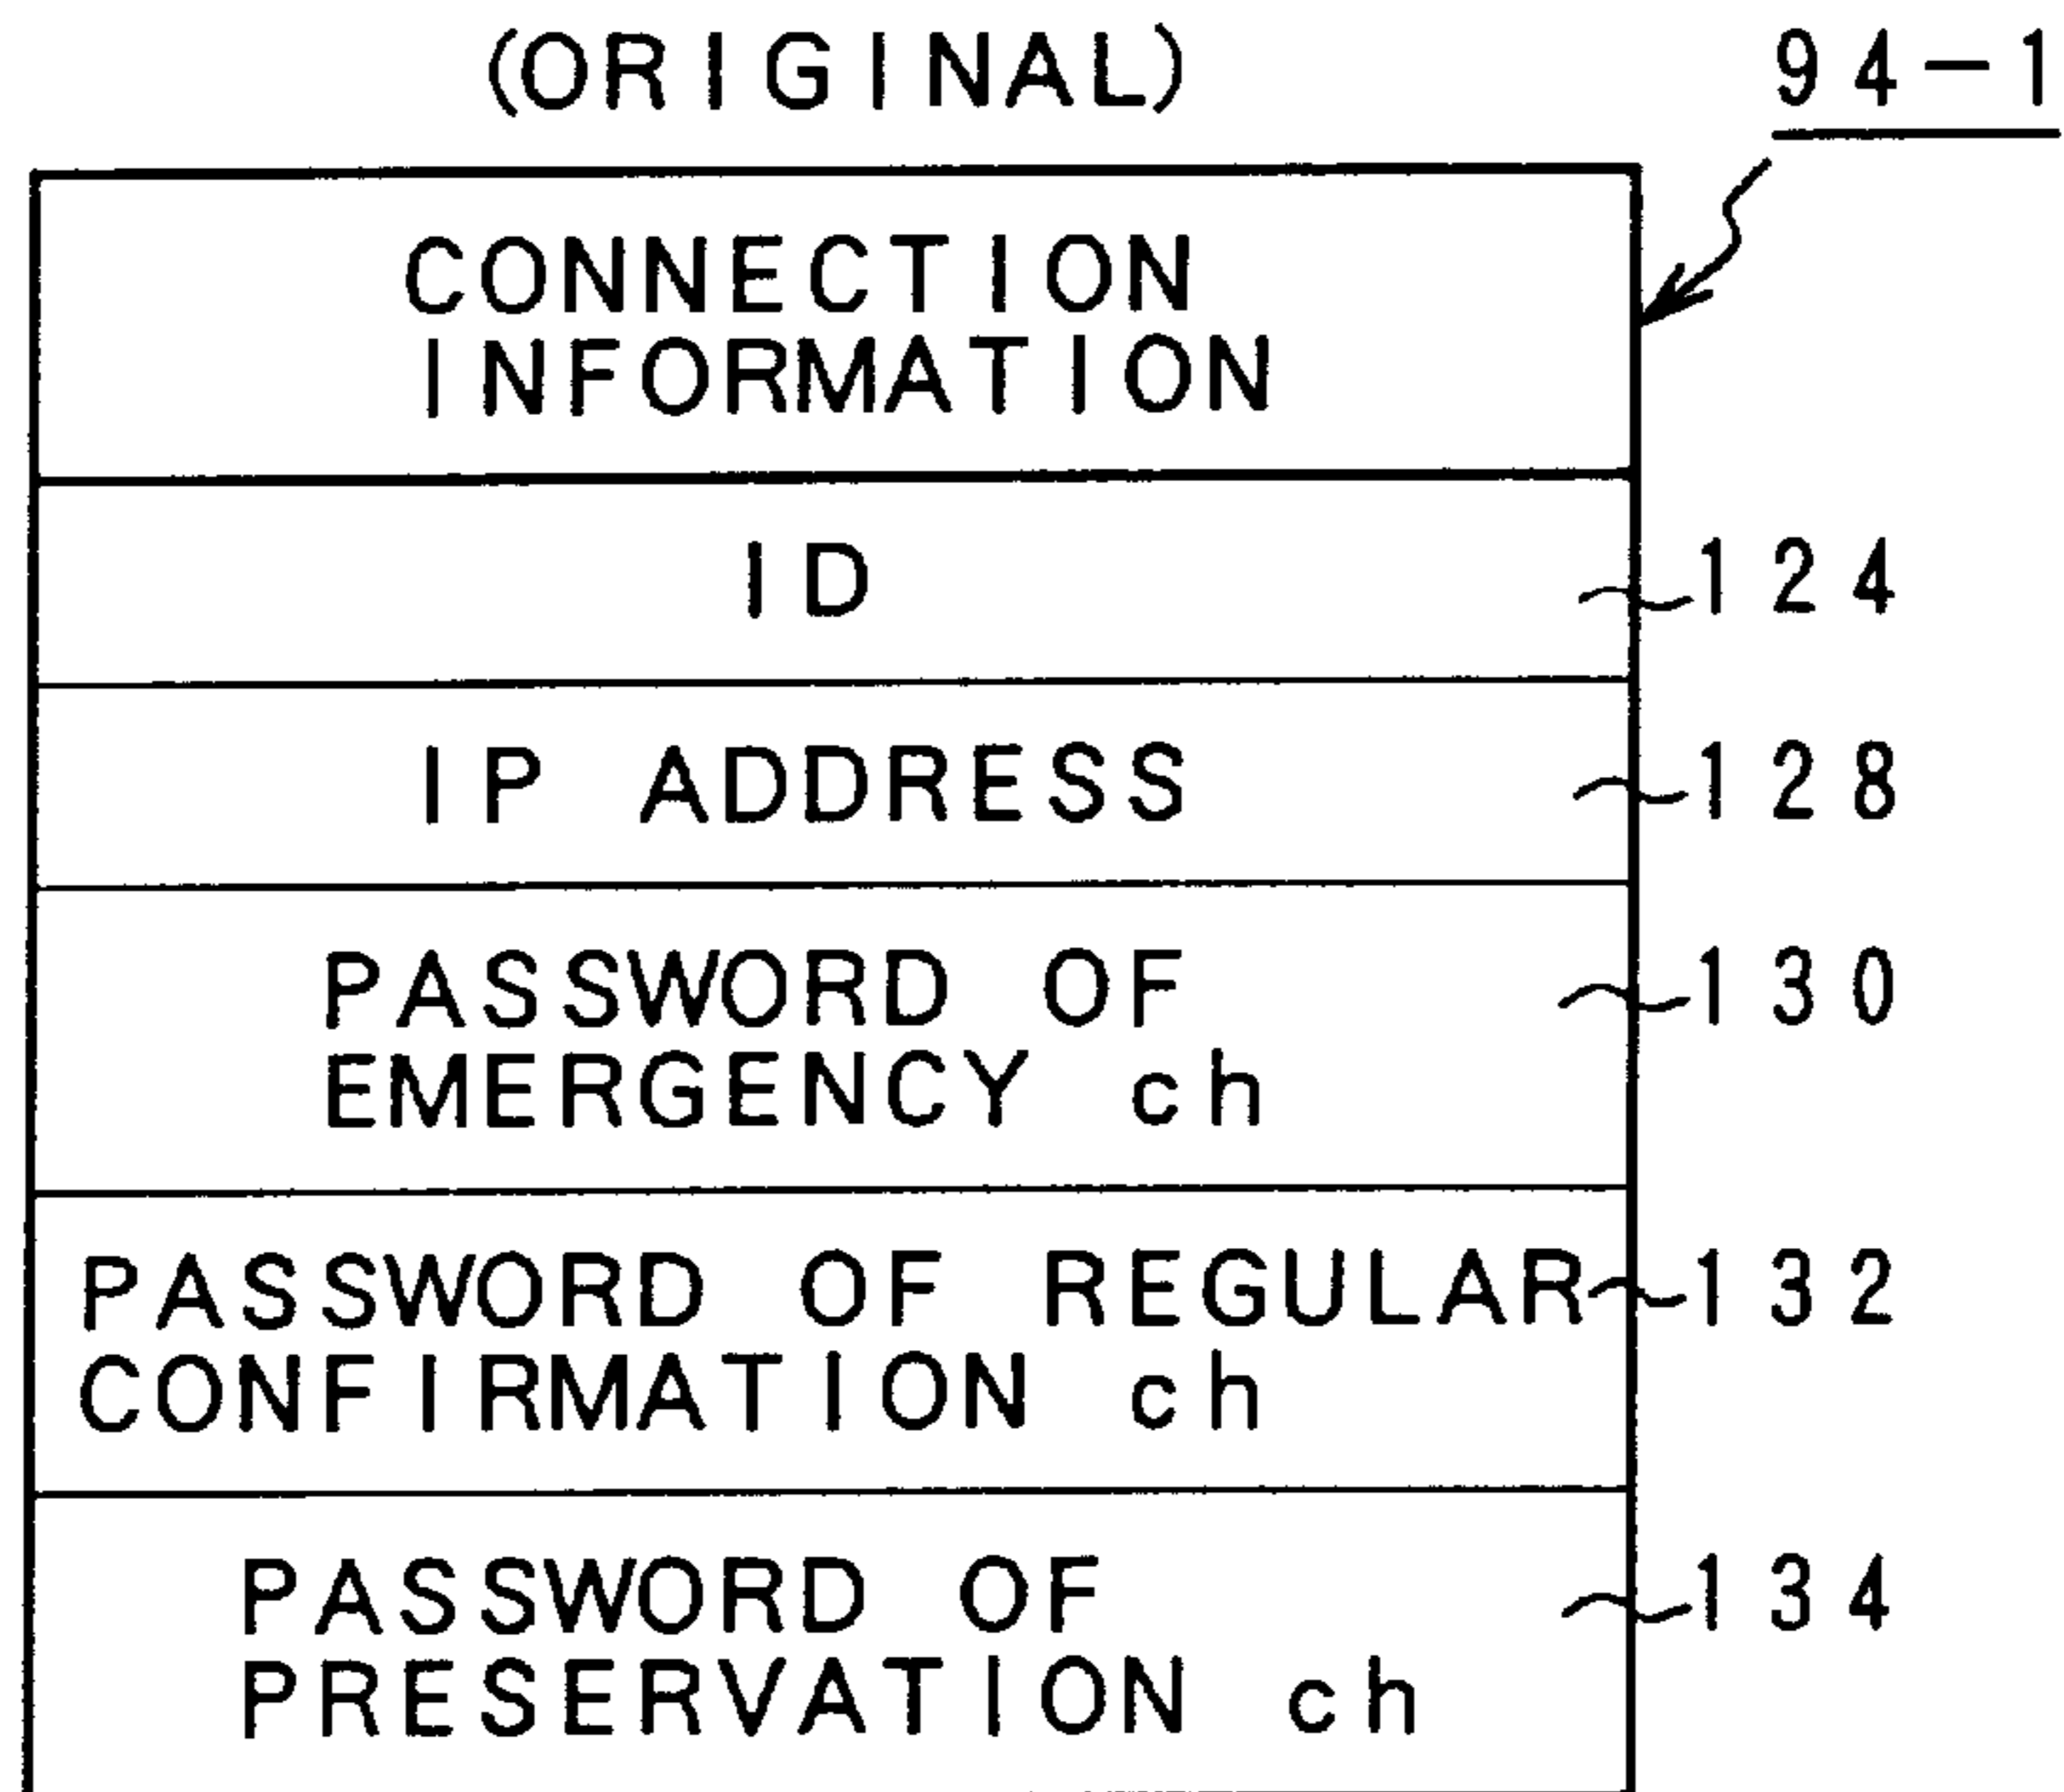 (ORIGINAL) 94-1
CONNECTION
INFORMATION
ID 124
IP ADDRESS 128
PASSWORD OF 130
EMERGENCY ch
PASSWORD OF REGULAR 132
CONFIRMATION ch
PASSWORD OF 134
PRESERVATION ch